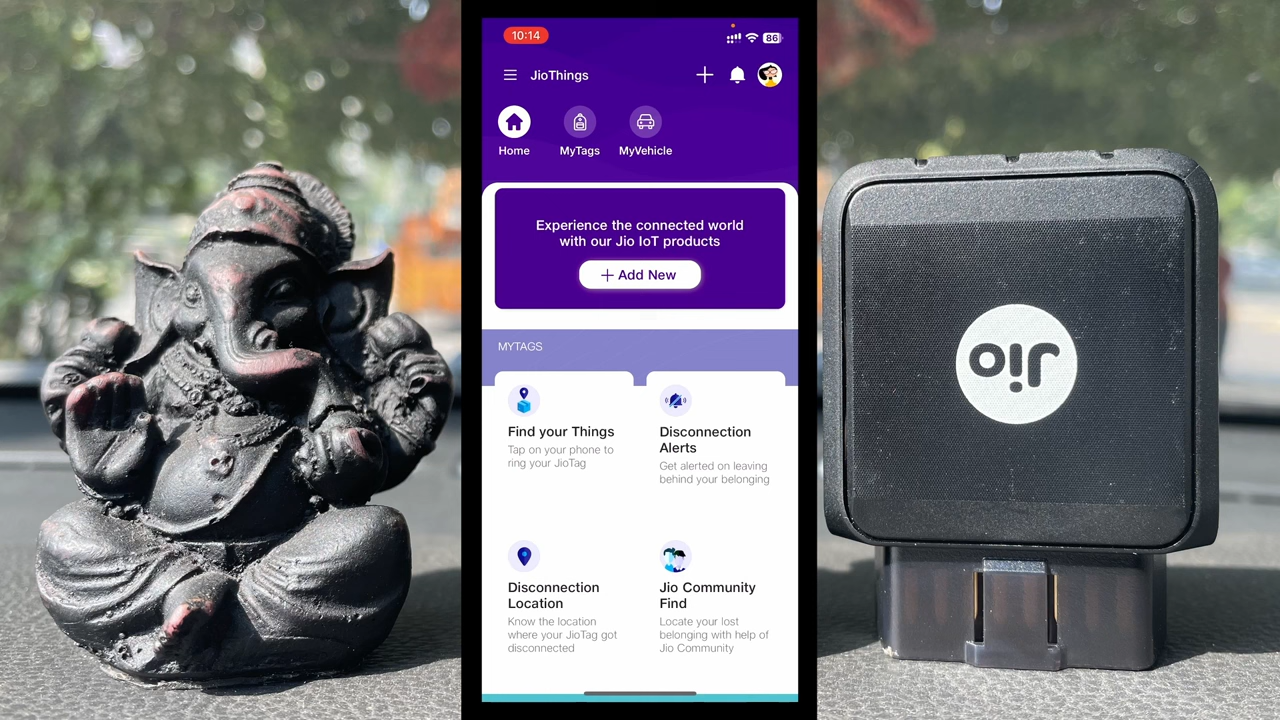 10:14
86
JioThings
Home
MyTags
MyVehicle
Experience the connected world
with our Jio IoT products
+ Add New
MYTAGS
Find your Things
Tap on your phone to
ring your JioTag
Disconnection
Alerts
Get alerted on leaving
behind your belonging
Disconnection
Location
Know the location
where your JioTag got
disconnected
Jio Community
Find
Locate your lost
belonging with help of
Jio Community
Jio